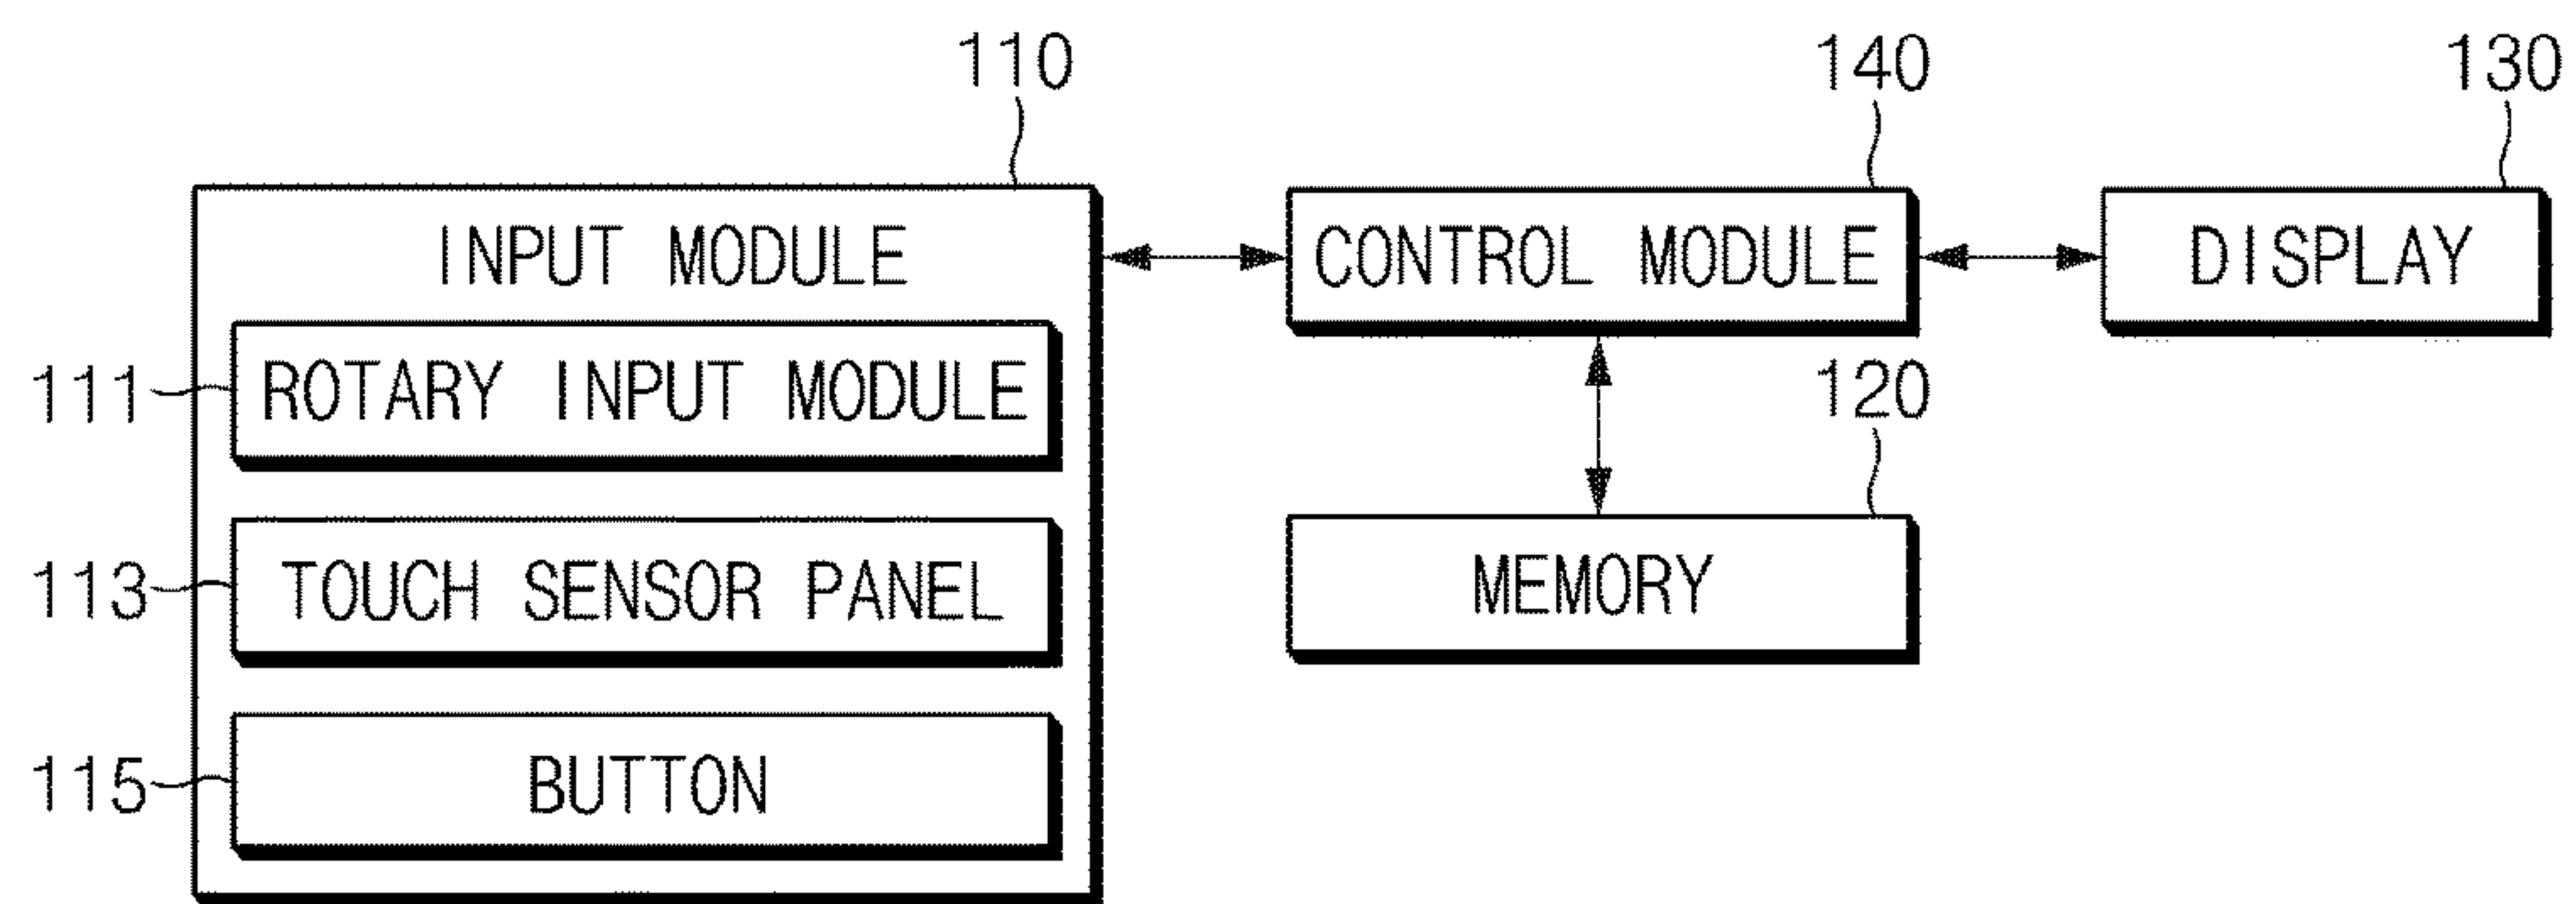 110
140
130
INPUT MODULE
CONTROL MODULE
DISPLAY
111
ROTARY INPUT MODULE
120
113
TOUCH SENSOR PANEL
MEMORY
115
BUTTON